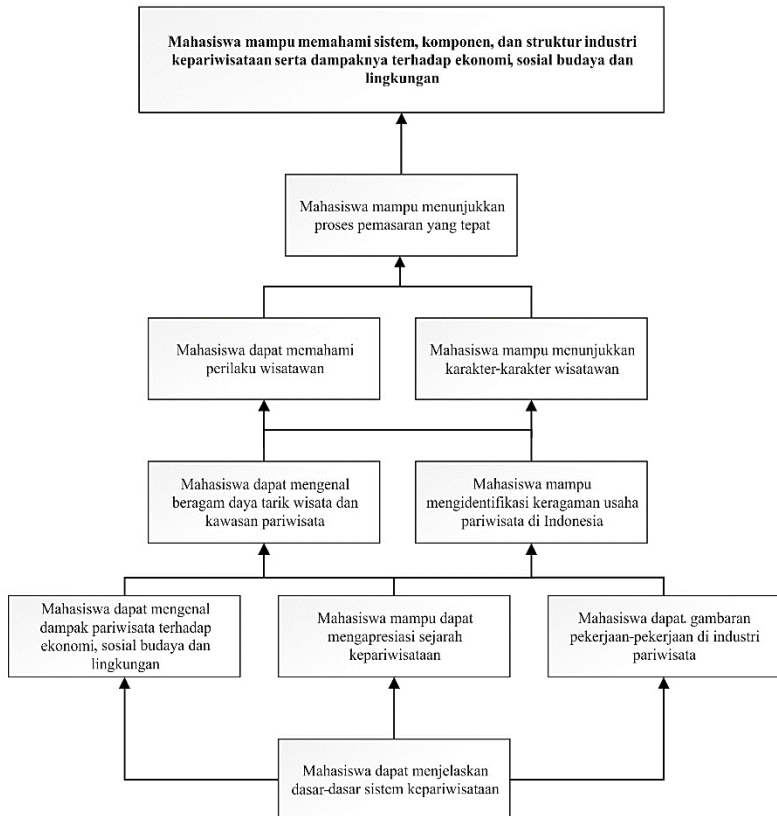 Mahasiswa mampu memahami sistem, komponen, dan struktur industri
kepariwisataan serta dampaknya terhadap ekonomi, sosial budaya dan
lingkungan
Mahasiswa mampu menunjukkan
proses pemasaran yang tepat
Mahasiswa dapat memahami
perilaku wisatawan
Mahasiswa mampu menunjukkan
karakter-karakter wisatawan
Mahasiswa dapat mengenal
beragam daya tarik wisata dan
kawasan pariwisata
Mahasiswa mampu
mengidentifikasi keragaman usaha
pariwisata di Indonesia
Mahasiswa dapat mengenal
dampak pariwisata terhadap
ekonomi, sosial budaya dan
lingkungan
Mahasiswa mampu dapat
mengapresiasi sejarah
kepariwisataan
Mahasiswa dapat. gambaran
pekerjaan-pekerjaan di industri
pariwisata
Mahasiswa dapat menjelaskan
dasar-dasar sistem kepariwisataan